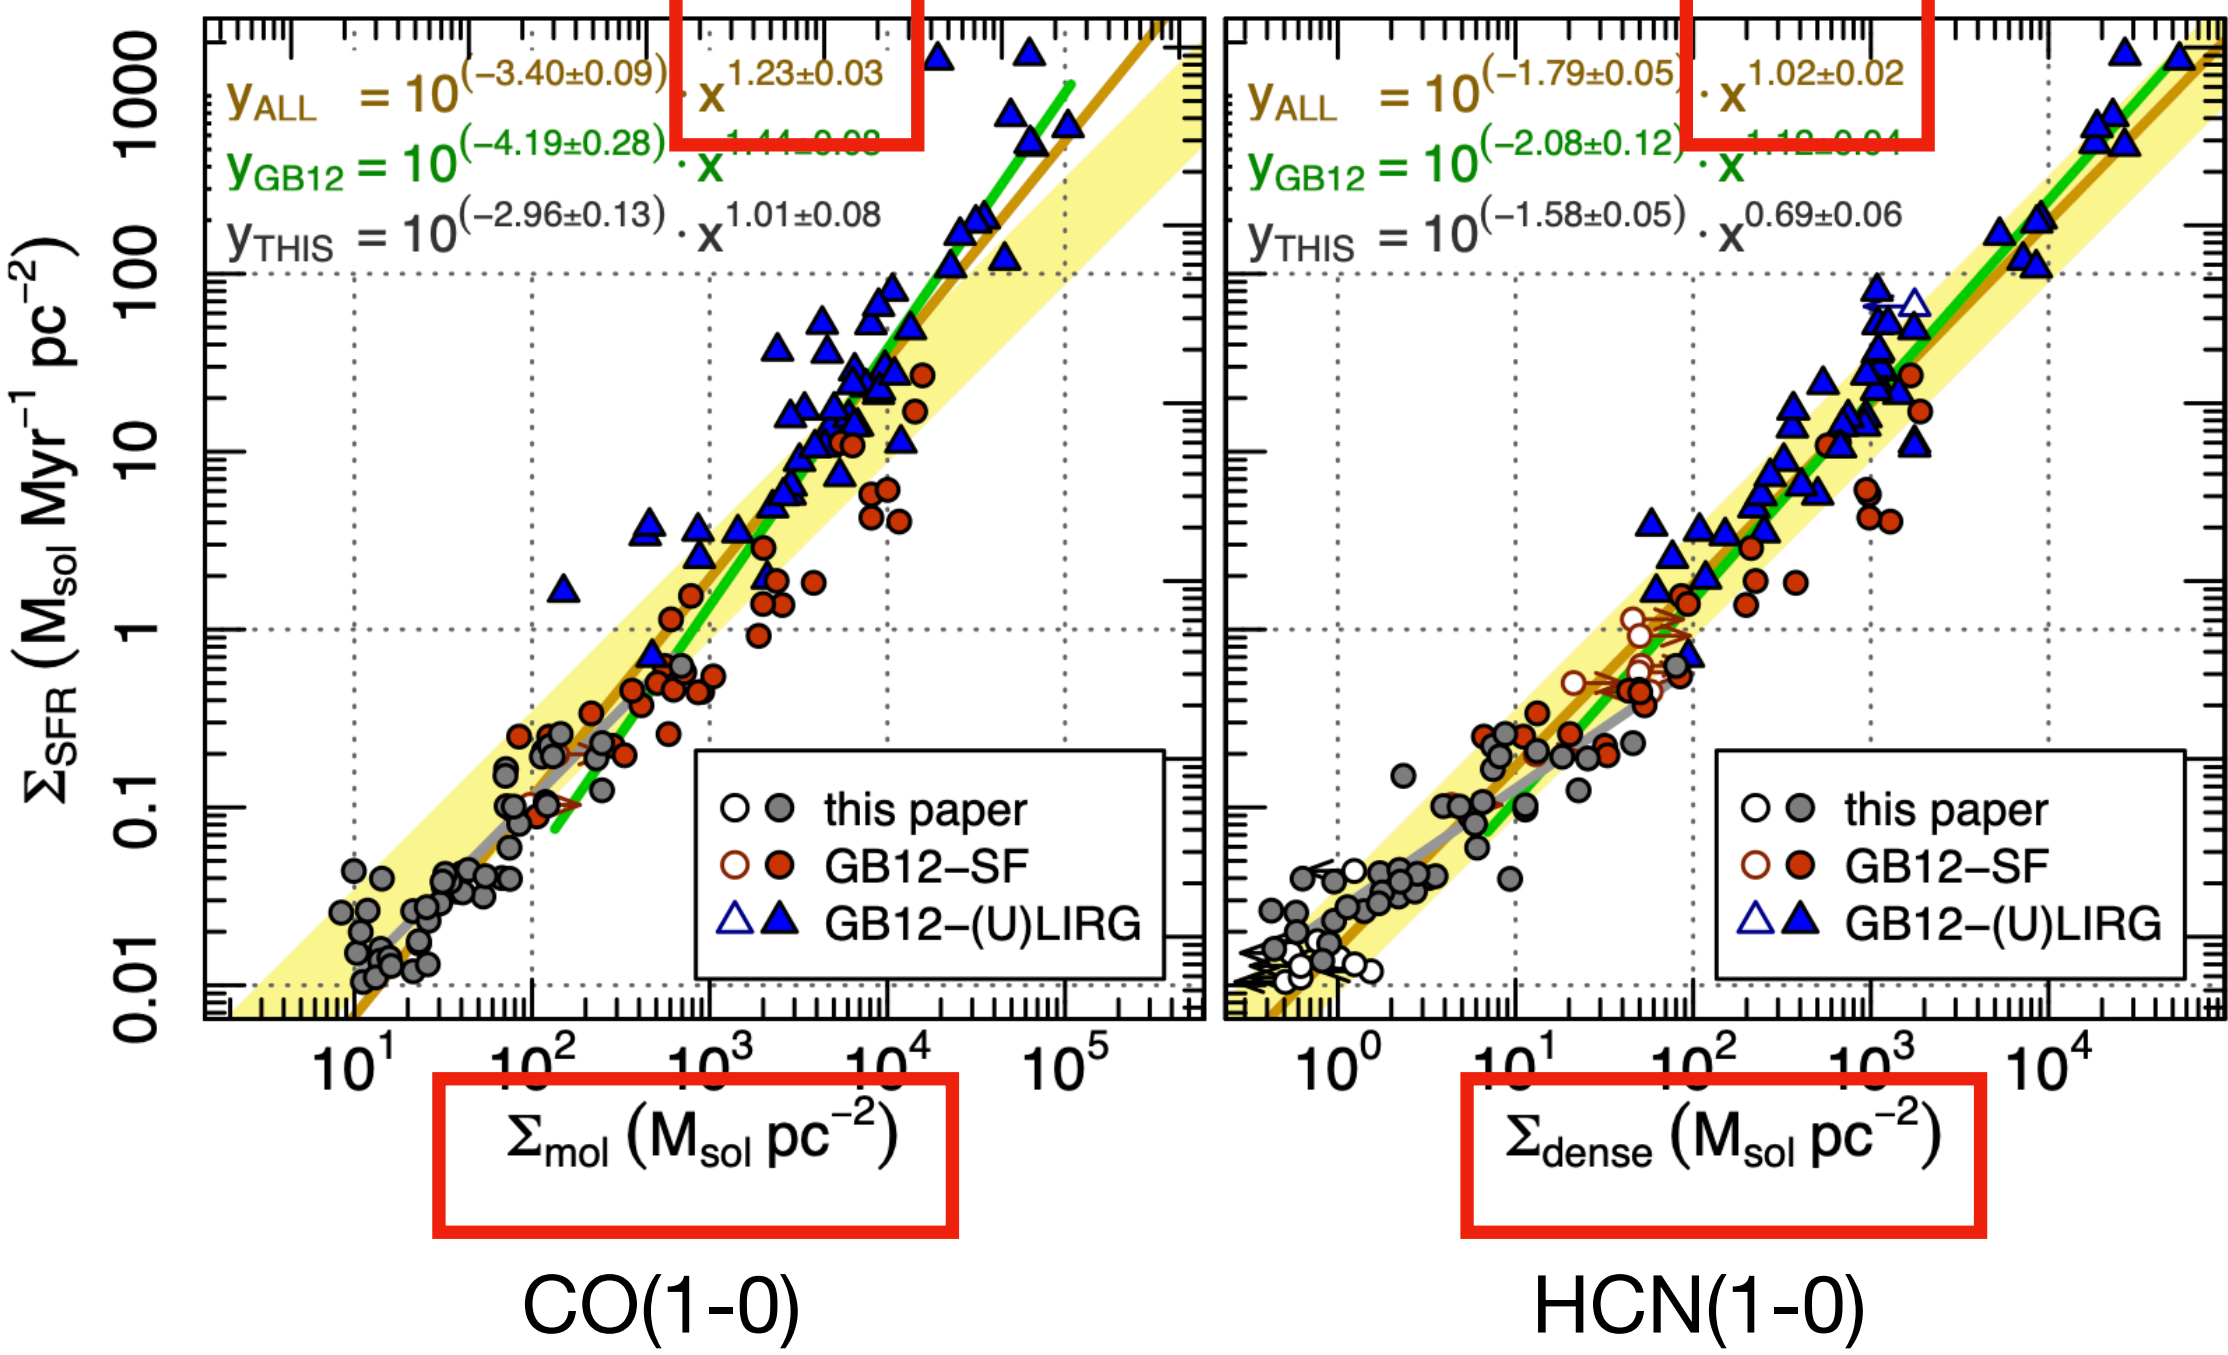 y_ALL = 10^(−3.40±0.09) · x^1.23±0.03
y_GB12 = 10^(−4.19±0.28) · x
y_THIS = 10^(−2.96±0.13) · x^1.01±0.08
y_ALL = 10^(−1.79±0.05) · x^1.02±0.02
y_GB12 = 10^(−2.08±0.12) · x
y_THIS = 10^(−1.58±0.05) · x^0.69±0.06
Σ_SFR (M_sol Myr^−1 pc^−2)
1000
100
10
1
0.1
0.01
this paper
GB12−SF
GB12−(U)LIRG
this paper
GB12−SF
GB12−(U)LIRG
10^1 10^2 10^3 10^4 10^5
10^0 10^1 10^2 10^3 10^4
Σ_mol (M_sol pc^−2)
Σ_dense (M_sol pc^−2)
CO(1-0)
HCN(1-0)